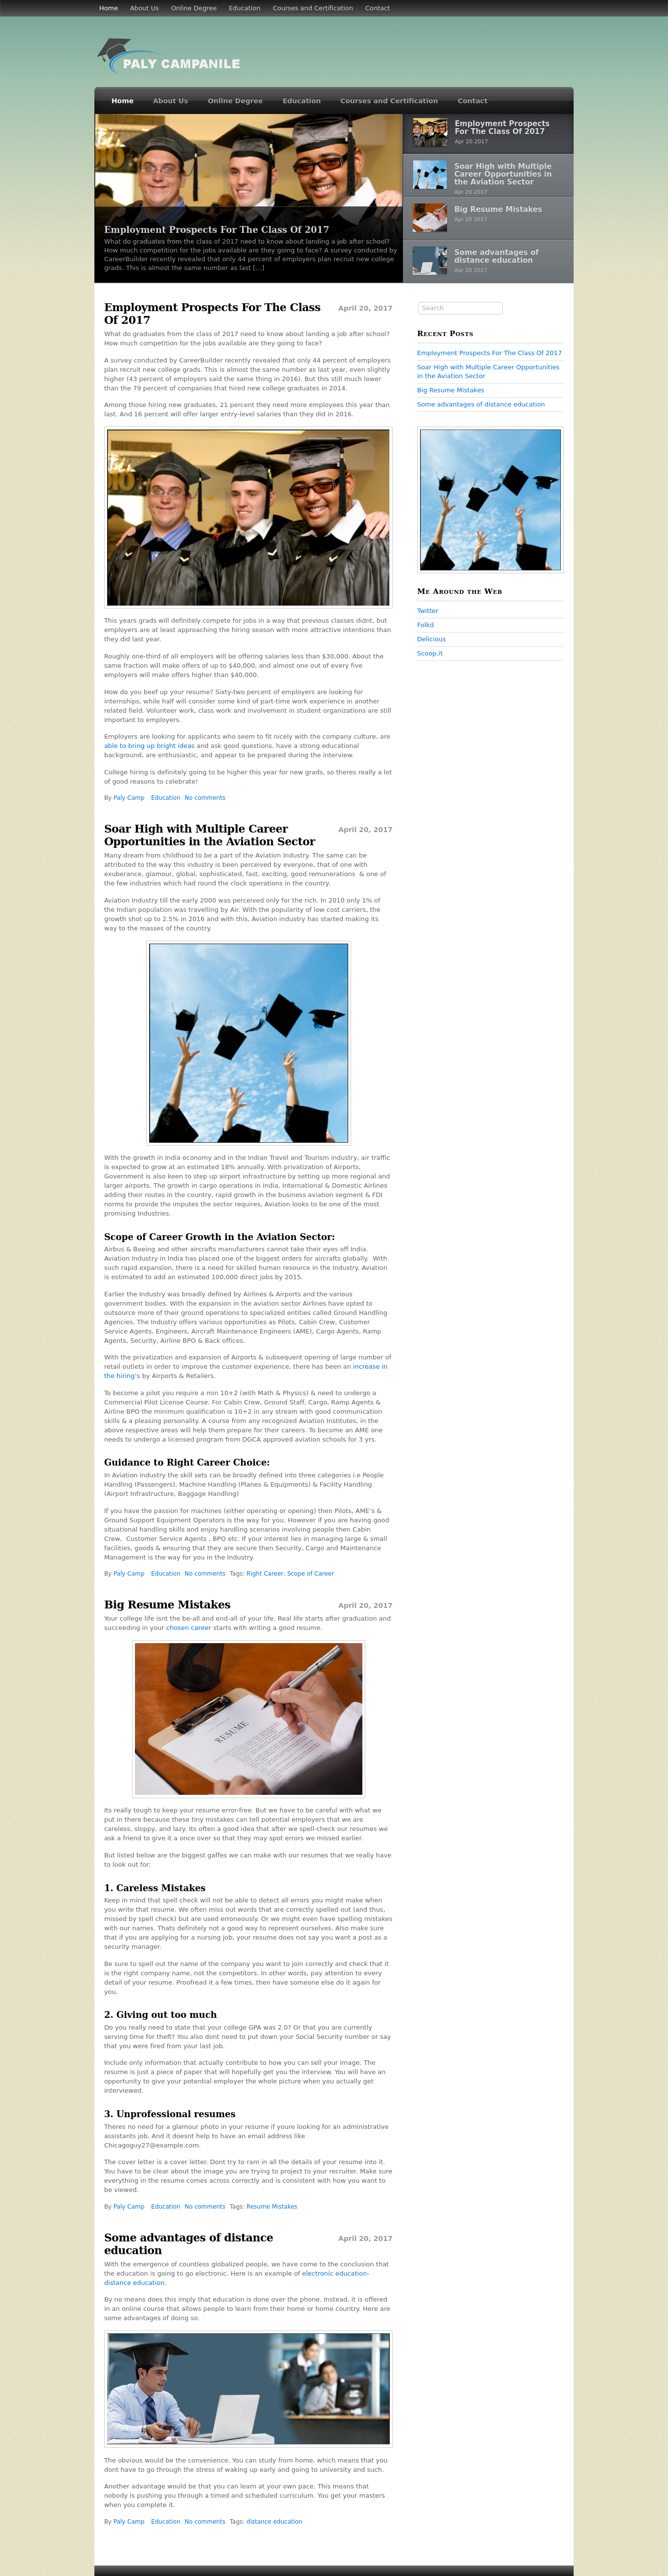 Home About Us Online Degree Education Courses and Certification Contact
PALY CAMPANILE
Home About Us Online Degree Education Courses and Certification Contact
Employment Prospects For The Class Of 2017
What do graduates from the class of 2017 need to know about landing a job after school?
How much competition for the jobs available are they going to face? A survey conducted by
CareerBuilder recently revealed that only 44 percent of employers plan recruit new college
grads. This is almost the same number as last […]
Employment Prospects
For The Class Of 2017
Apr 20 2017
Soar High with Multiple
Career Opportunities in
the Aviation Sector
Apr 20 2017
Big Resume Mistakes
Apr 20 2017
Some advantages of
distance education
Apr 20 2017
Employment Prospects For The Class
Of 2017
April 20, 2017
What do graduates from the class of 2017 need to know about landing a job after school?
How much competition for the jobs available are they going to face?
A survey conducted by CareerBuilder recently revealed that only 44 percent of employers
plan recruit new college grads. This is almost the same number as last year, even slightly
higher (43 percent of employers said the same thing in 2016). But this still much lower
than the 79 percent of companies that hired new college graduates in 2014.
Among those hiring new graduates, 21 percent they need more employees this year than
last. And 16 percent will offer larger entry-level salaries than they did in 2016.
This years grads will definitely compete for jobs in a way that previous classes didnt, but
employers are at least approaching the hiring season with more attractive intentions than
they did last year.
Roughly one-third of all employers will be offering salaries less than $30,000. About the
same fraction will make offers of up to $40,000, and almost one out of every five
employers will make offers higher than $40,000.
How do you beef up your resume? Sixty-two percent of employers are looking for
internships, while half will consider some kind of part-time work experience in another
related field. Volunteer work, class work and involvement in student organizations are still
important to employers.
Employers are looking for applicants who seem to fit nicely with the company culture, are
able to bring up bright ideas and ask good questions, have a strong educational
background, are enthusiastic, and appear to be prepared during the interview.
College hiring is definitely going to be higher this year for new grads, so theres really a lot
of good reasons to celebrate!
By Paly Camp Education No comments
Soar High with Multiple Career
Opportunities in the Aviation Sector
April 20, 2017
Many dream from childhood to be a part of the Aviation Industry. The same can be
attributed to the way this industry is been perceived by everyone, that of one with
exuberance, glamour, global, sophisticated, fast, exciting, good remunerations & one of
the few industries which had round the clock operations in the country.
Aviation Industry till the early 2000 was perceived only for the rich. In 2010 only 1% of
the Indian population was travelling by Air. With the popularity of low cost carriers, the
growth shot up to 2.5% in 2016 and with this, Aviation industry has started making its
way to the masses of the country.
With the growth in India economy and in the Indian Travel and Tourism industry, air traffic
is expected to grow at an estimated 18% annually. With privatization of Airports,
Government is also keen to step up airport infrastructure by setting up more regional and
larger airports. The growth in cargo operations in India, International & Domestic Airlines
adding their routes in the country, rapid growth in the business aviation segment & FDI
norms to provide the imputes the sector requires, Aviation looks to be one of the most
promising Industries.
Scope of Career Growth in the Aviation Sector:
Airbus & Boeing and other aircrafts manufacturers cannot take their eyes off India.
Aviation Industry in India has placed one of the biggest orders for aircrafts globally. With
such rapid expansion, there is a need for skilled human resource in the Industry. Aviation
is estimated to add an estimated 100,000 direct jobs by 2015.
Earlier the Industry was broadly defined by Airlines & Airports and the various
government bodies. With the expansion in the aviation sector Airlines have opted to
outsource more of their ground operations to specialized entities called Ground Handling
Agencies. The Industry offers various opportunities as Pilots, Cabin Crew, Customer
Service Agents, Engineers, Aircraft Maintenance Engineers (AME), Cargo Agents, Ramp
Agents, Security, Airline BPO & Back offices.
With the privatization and expansion of Airports & subsequent opening of large number of
retail outlets in order to improve the customer experience, there has been an increase in
the hiring's by Airports & Retailers.
To become a pilot you require a min 10+2 (with Math & Physics) & need to undergo a
Commercial Pilot License Course. For Cabin Crew, Ground Staff, Cargo, Ramp Agents &
Airline BPO the minimum qualification is 10+2 in any stream with good communication
skills & a pleasing personality. A course from any recognized Aviation Institutes, in the
above respective areas will help them prepare for their careers. To become an AME one
needs to undergo a licensed program from DGCA approved aviation schools for 3 yrs.
Guidance to Right Career Choice:
In Aviation industry the skill sets can be broadly defined into three categories i.e People
Handling (Passengers), Machine Handling (Planes & Equipments) & Facility Handling
(Airport Infrastructure, Baggage Handling)
If you have the passion for machines (either operating or opening) then Pilots, AME's &
Ground Support Equipment Operators is the way for you. However if you are having good
situational handling skills and enjoy handling scenarios involving people then Cabin
Crew, Customer Service Agents , BPO etc. If your interest lies in managing large & small
facilities, goods & ensuring that they are secure then Security, Cargo and Maintenance
Management is the way for you in the Industry.
By Paly Camp Education No comments Tags: Right Career, Scope of Career
Big Resume Mistakes
April 20, 2017
Your college life isnt the be-all and end-all of your life. Real life starts after graduation and
succeeding in your chosen career starts with writing a good resume.
RESUME
Its really tough to keep your resume error-free. But we have to be careful with what we
put in there because these tiny mistakes can tell potential employers that we are
careless, sloppy, and lazy. Its often a good idea that after we spell-check our resumes we
ask a friend to give it a once over so that they may spot errors we missed earlier.
But listed below are the biggest gaffes we can make with our resumes that we really have
to look out for:
1. Careless Mistakes
Keep in mind that spell check will not be able to detect all errors you might make when
you write that resume. We often miss out words that are correctly spelled out (and thus,
missed by spell check) but are used erroneously. Or we might even have spelling mistakes
with our names. Thats definitely not a good way to represent ourselves. Also make sure
that if you are applying for a nursing job, your resume does not say you want a post as a
security manager.
Be sure to spell out the name of the company you want to join correctly and check that it
is the right company name, not the competitors. In other words, pay attention to every
detail of your resume. Proofread it a few times, then have someone else do it again for
you.
2. Giving out too much
Do you really need to state that your college GPA was 2.0? Or that you are currently
serving time for theft? You also dont need to put down your Social Security number or say
that you were fired from your last job.
Include only information that actually contribute to how you can sell your image. The
resume is just a piece of paper that will hopefully get you the interview. You will have an
opportunity to give your potential employer the whole picture when you actually get
interviewed.
3. Unprofessional resumes
Theres no need for a glamour photo in your resume if youre looking for an administrative
assistants job. And it doesnt help to have an email address like
Chicagoguy27@example.com.
The cover letter is a cover letter. Dont try to ram in all the details of your resume into it.
You have to be clear about the image you are trying to project to your recruiter. Make sure
everything in the resume comes across correctly and is consistent with how you want to
be viewed.
By Paly Camp Education No comments Tags: Resume Mistakes
Some advantages of distance
education
April 20, 2017
With the emergence of countless globalized people, we have come to the conclusion that
the education is going to go electronic. Here is an example of electronic education-
distance education.
By no means does this imply that education is done over the phone. Instead, it is offered
in an online course that allows people to learn from their home or home country. Here are
some advantages of doing so.
The obvious would be the convenience. You can study from home, which means that you
dont have to go through the stress of waking up early and going to university and such.
Another advantage would be that you can learn at your own pace. This means that
nobody is pushing you through a timed and scheduled curriculum. You get your masters
when you complete it.
By Paly Camp Education No comments Tags: distance education
Search
Recent Posts
Employment Prospects For The Class Of 2017
Soar High with Multiple Career Opportunities
in the Aviation Sector
Big Resume Mistakes
Some advantages of distance education
Me Around the Web
Twitter
Folkd
Delicious
Scoop.it